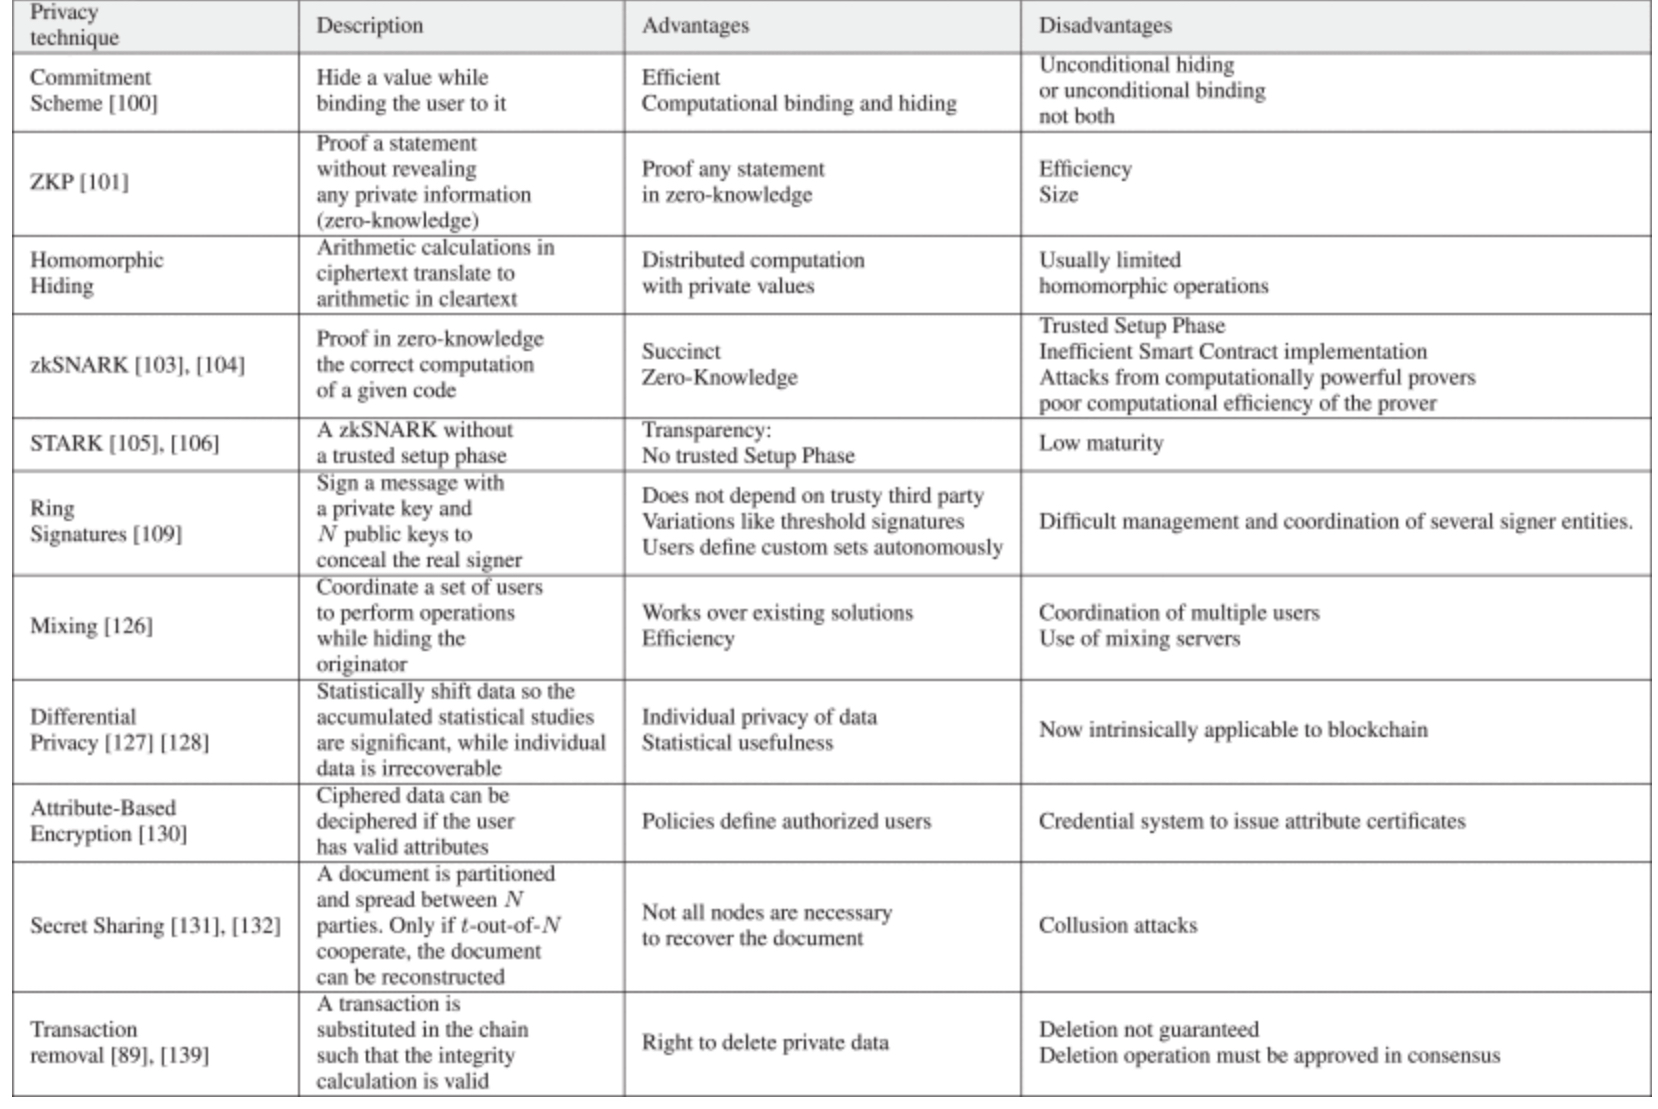 Privacy
technique
Description
Advantages
Disadvantages
Commitment
Scheme [100]
Hide a value while
binding the user to it
Efficient
Computational binding and hiding
Unconditional hiding
or unconditional binding
not both
ZKP [101]
Proof a statement
without revealing
any private information
(zero-knowledge)
Proof any statement
in zero-knowledge
Efficiency
Size
Homomorphic
Hiding
Arithmetic calculations in
ciphertext translate to
arithmetic in cleartext
Distributed computation
with private values
Usually limited
homomorphic operations
zkSNARK [103], [104]
Proof in zero-knowledge
the correct computation
of a given code
Succinct
Zero-Knowledge
Trusted Setup Phase
Inefficient Smart Contract implementation
Attacks from computationally powerful provers
poor computational efficiency of the prover
STARK [105], [106]
A zkSNARK without
a trusted setup phase
Transparency:
No trusted Setup Phase
Low maturity
Ring
Signatures [109]
Sign a message with
a private key and
N public keys to
conceal the real signer
Does not depend on trusty third party
Variations like threshold signatures
Users define custom sets autonomously
Difficult management and coordination of several signer entities.
Mixing [126]
Coordinate a set of users
to perform operations
while hiding the
originator
Works over existing solutions
Efficiency
Coordination of multiple users
Use of mixing servers
Differential
Privacy [127] [128]
Statistically shift data so the
accumulated statistical studies
are significant, while individual
data is irrecoverable
Individual privacy of data
Statistical usefulness
Now intrinsically applicable to blockchain
Attribute-Based
Encryption [130]
Ciphered data can be
deciphered if the user
has valid attributes
Policies define authorized users
Credential system to issue attribute certificates
Secret Sharing [131], [132]
A document is partitioned
and spread between N
parties. Only if t-out-of-N
cooperate, the document
can be reconstructed
Not all nodes are necessary
to recover the document
Collusion attacks
Transaction
removal [89], [139]
A transaction is
substituted in the chain
such that the integrity
calculation is valid
Right to delete private data
Deletion not guaranteed
Deletion operation must be approved in consensus